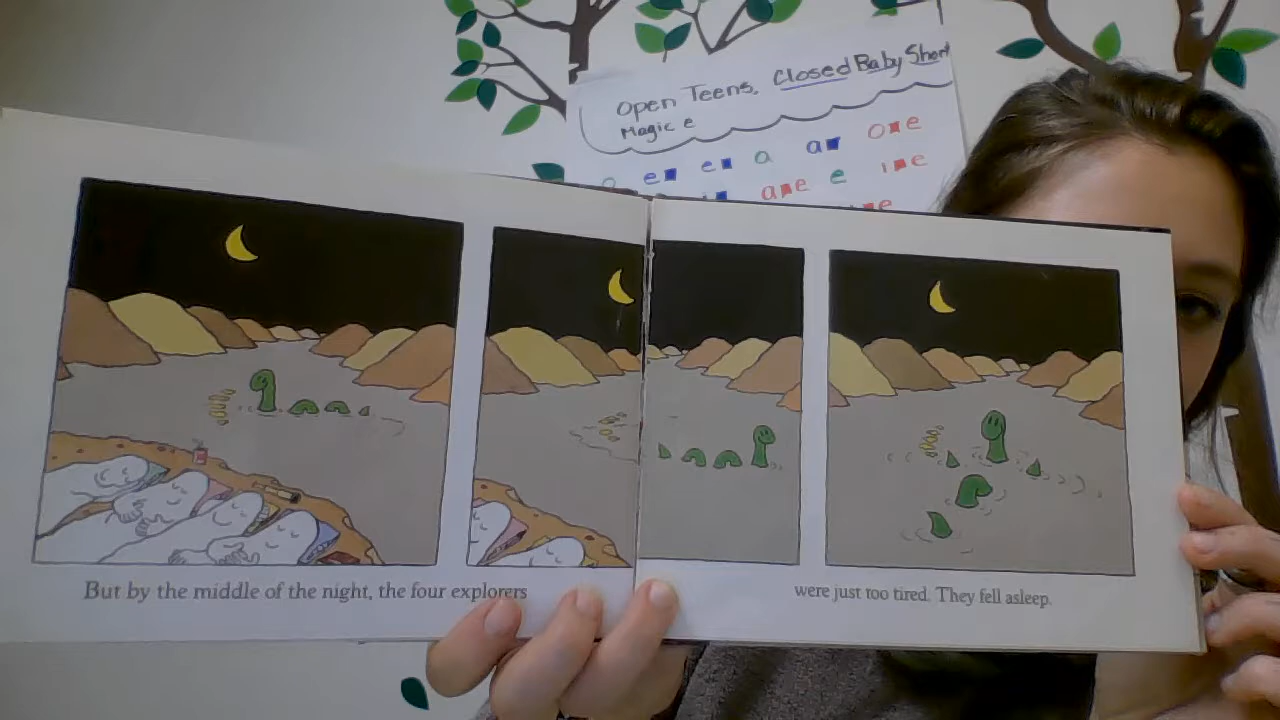 Open Teens, Closed Baby Short
Magic e
e a
e
But by the middle of the night, the four explorers
were just too tired. They fell asleep.